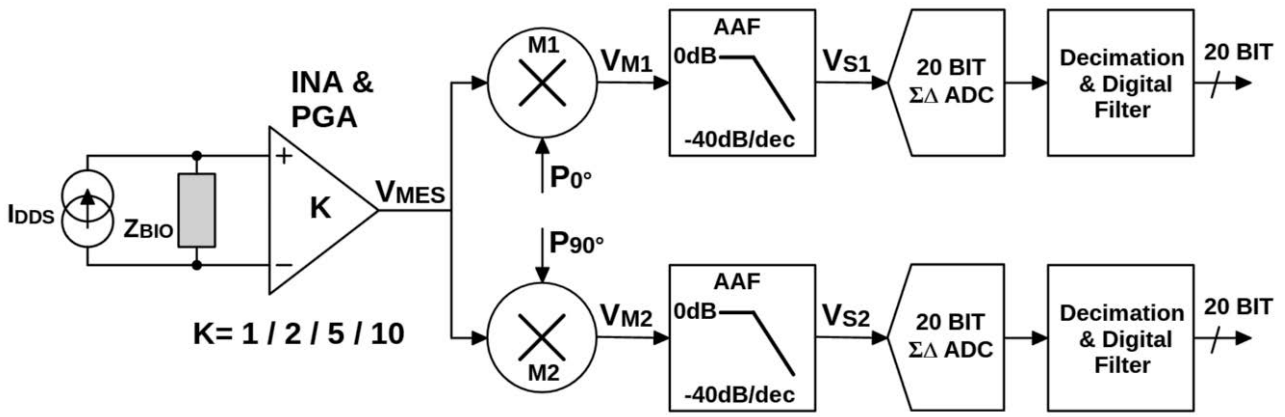 INA &
PGA
IDDS
ZBIO
+
−
K
VMES
K= 1 / 2 / 5 / 10
M1
P0°
VM1
AAF
0dB
-40dB/dec
VS1
20 BIT
ΣΔ ADC
Decimation
& Digital
Filter
20 BIT
P90°
M2
VM2
AAF
0dB
-40dB/dec
VS2
20 BIT
ΣΔ ADC
Decimation
& Digital
Filter
20 BIT